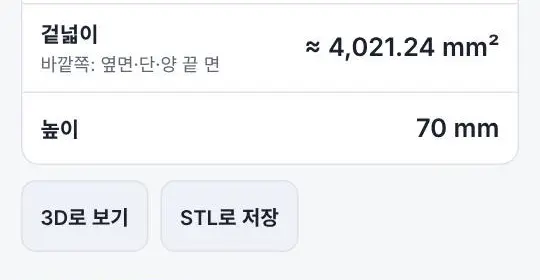 겉넓이
≈ 4,021.24 mm²
바깥쪽: 옆면·단·양 끝 면
높이
70 mm
3D로 보기
STL로 저장